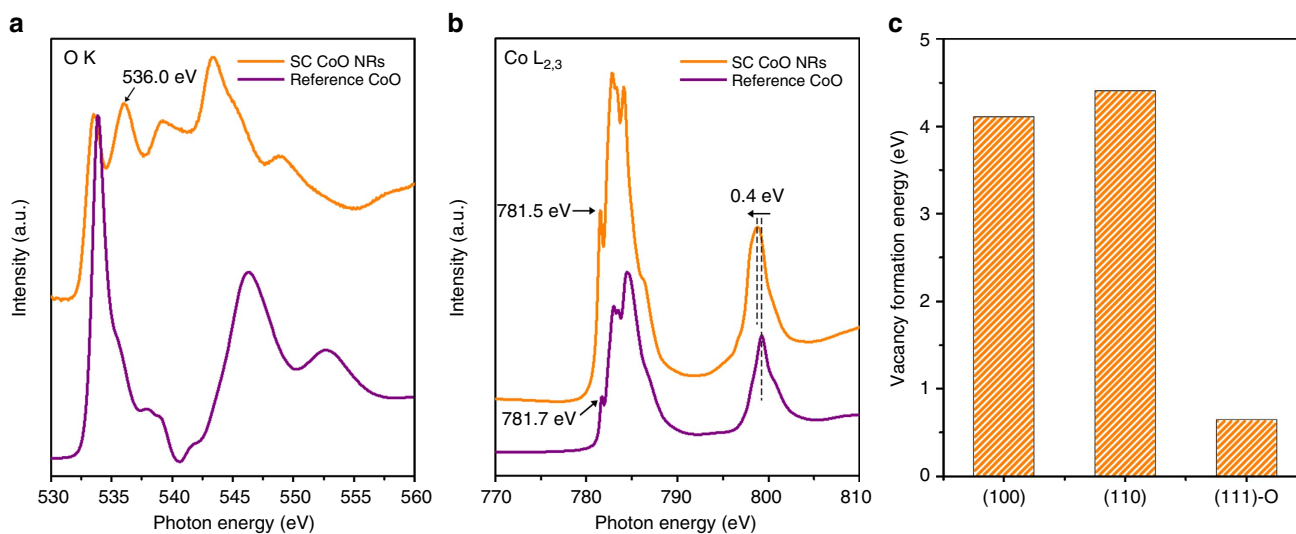 a
O K
SC CoO NRs
Reference CoO
536.0 eV
Intensity (a.u.)
530 535 540 545 550 555 560
Photon energy (eV)
b
Co L2,3
SC CoO NRs
Reference CoO
781.5 eV
0.4 eV
781.7 eV
Intensity (a.u.)
770 780 790 800 810
Photon energy (eV)
c
Vacancy formation energy (eV)
5
4
3
2
1
0
(100) (110) (111)-O